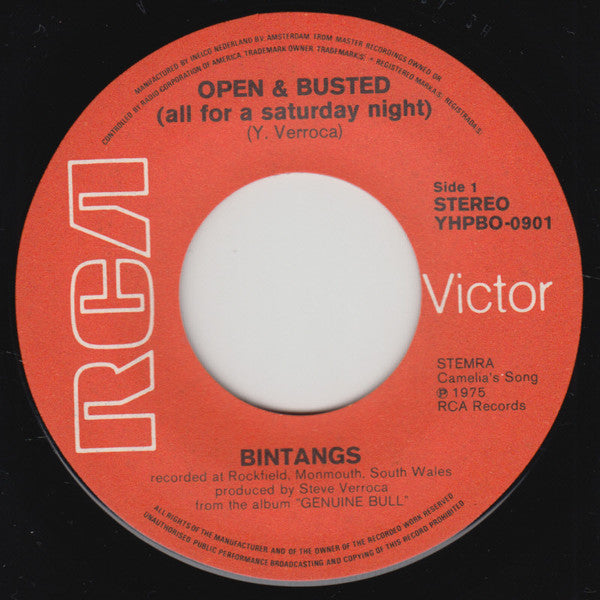 MANUFACTURED BY INELCO NEDERLAND BV. AMSTERDAM FROM MASTER RECORDINGS OWNED OR
CONTROLLED BY RADIO CORPORATION OF AMERICA TRADEMARK OWNER TRADEMARK/S: * REGISTERED MARKA/S: REGISTRADA/S:
OPEN & BUSTED
(all for a saturday night)
(Y. Verroca)
RCA
Side 1
STEREO
YHPBO-0901
Victor
STEMRA
Camelia's Song
℗ 1975
RCA Records
BINTANGS
recorded at Rockfield, Monmouth, South Wales
produced by Steve Verroca
from the album "GENUINE BULL"
ALL RIGHTS OF THE MANUFACTURER AND OF THE OWNER OF THE RECORDED WORK RESERVED
UNAUTHORISED PUBLIC PERFORMANCE BROADCASTING AND COPYING OF THIS RECORD PROHIBITED